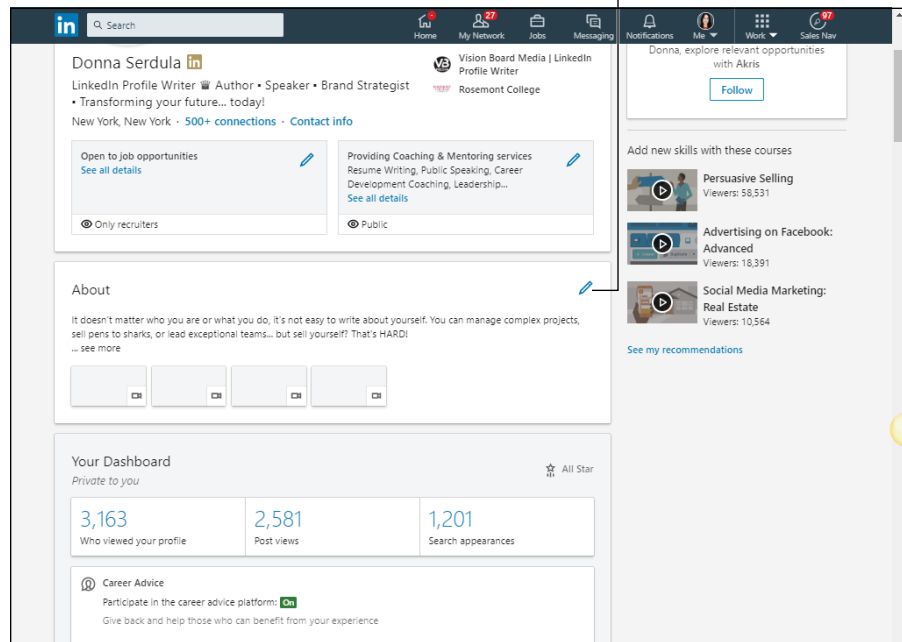 in
Search
27
97
Home
My Network
Jobs
Messaging
Notifications
Me
Work
Sales Nav
Donna Serdula in
LinkedIn Profile Writer ♕ Author • Speaker • Brand Strategist
• Transforming your future... today!
New York, New York · 500+ connections · Contact info
VB
Vision Board Media | LinkedIn
Profile Writer
Rosemont College
Open to job opportunities
See all details
Only recruiters
Providing Coaching & Mentoring services
Resume Writing, Public Speaking, Career
Development Coaching, Leadership...
See all details
Public
About
It doesn't matter who you are or what you do, it's not easy to write about yourself. You can manage complex projects,
sell pens to sharks, or lead exceptional teams... but sell yourself? That's HARD!
... see more
Your Dashboard
Private to you
All Star
3,163
Who viewed your profile
2,581
Post views
1,201
Search appearances
Career Advice
Participate in the career advice platform: On
Give back and help those who can benefit from your experience
Donna, explore relevant opportunities
with Akris
Follow
Add new skills with these courses
Persuasive Selling
Viewers: 58,531
Advertising on Facebook:
Advanced
Viewers: 18,391
Social Media Marketing:
Real Estate
Viewers: 10,564
See my recommendations